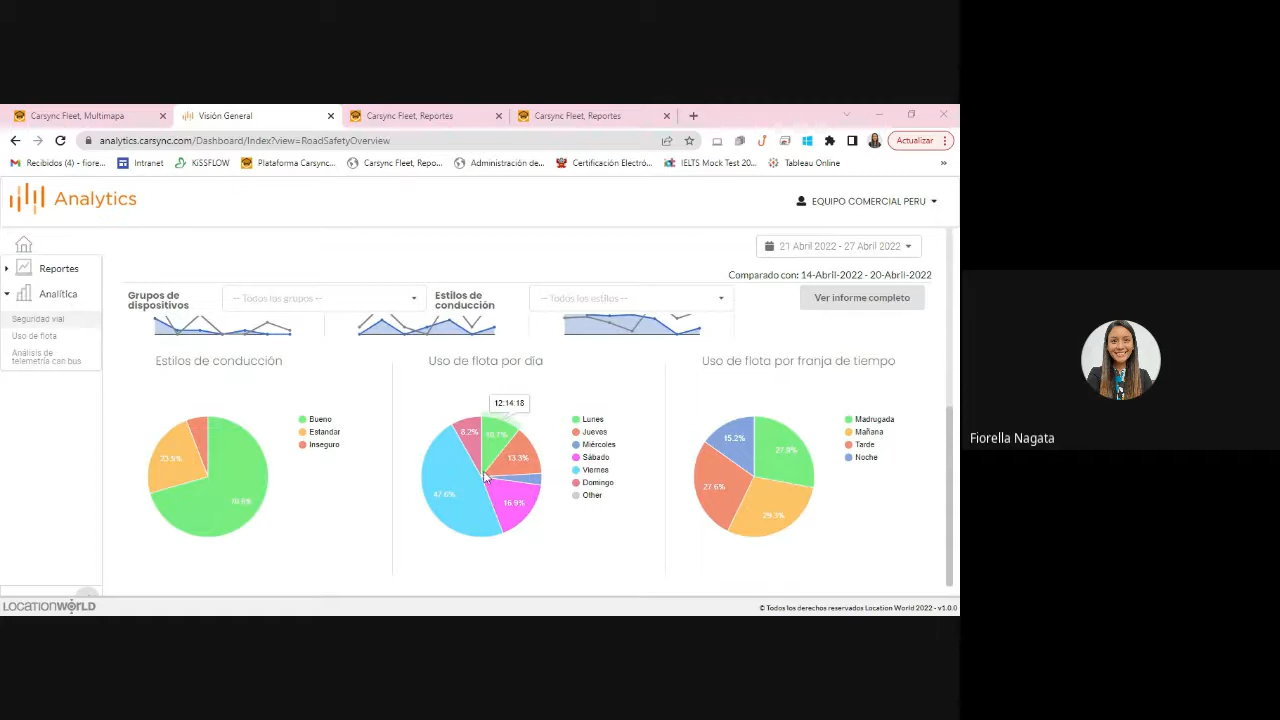 Carsync Fleet, Multimapa
Visión General
Carsync Fleet, Reportes
Carsync Fleet, Reportes
analytics.carsync.com/Dashboard/Index?view=RoadSafetyOverview
Actualizar
Recibidos (4) - fiore...
Intranet
KiSSFLOW
Plataforma Carsync...
Carsync Fleet, Repo...
Administración de...
Certificación Electró...
IELTS Mock Test 20...
Tableau Online
»
Analytics
EQUIPO COMERCIAL PERU
21 Abril 2022 - 27 Abril 2022
Reportes
Comparado con: 14-Abril-2022 - 20-Abril-2022
Analítica
Grupos de
dispositivos
-- Todos los grupos --
Estilos de
conducción
-- Todos los estilos --
Ver informe completo
Seguridad vial
Uso de flota
Análisis de
telemetría can bus
Estilos de conducción
Uso de flota por día
Uso de flota por franja de tiempo
12:14:18
Bueno
Estandar
Inseguro
Lunes
Jueves
Miércoles
Sábado
Viernes
Domingo
Other
Madrugada
Mañana
Tarde
Noche
8.2%
13.3%
16.9%
47.6%
15.2%
27.9%
27.6%
29.3%
Fiorella Nagata
LOCATIONWORLD
© Todos los derechos reservados Location World 2022 - v1.0.0